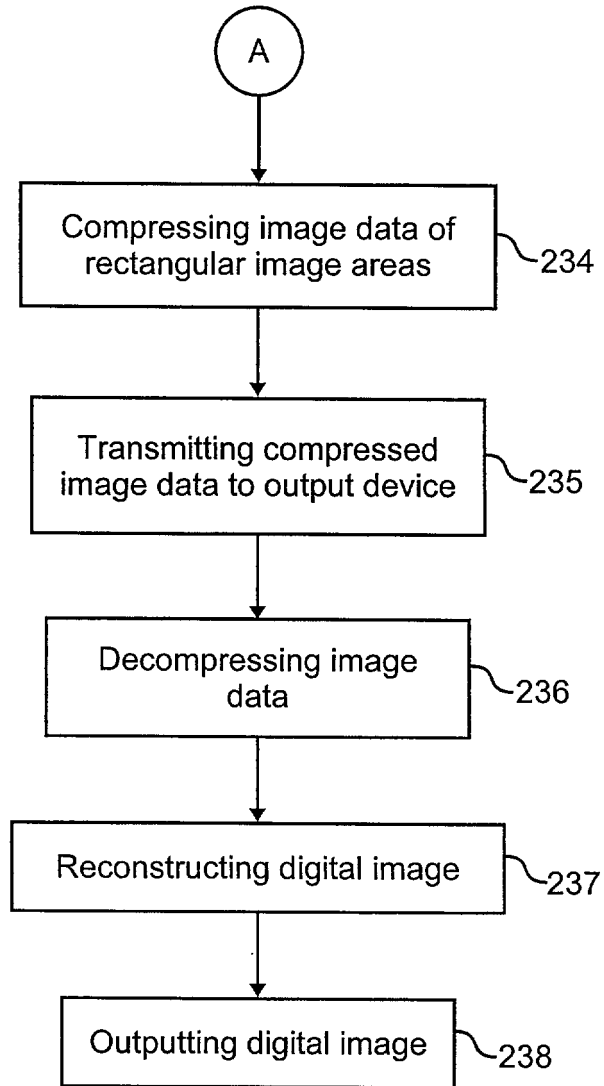 A
Compressing image data of
rectangular image areas
234
Transmitting compressed
image data to output device
235
Decompressing image
data
236
Reconstructing digital image
237
Outputting digital image
238